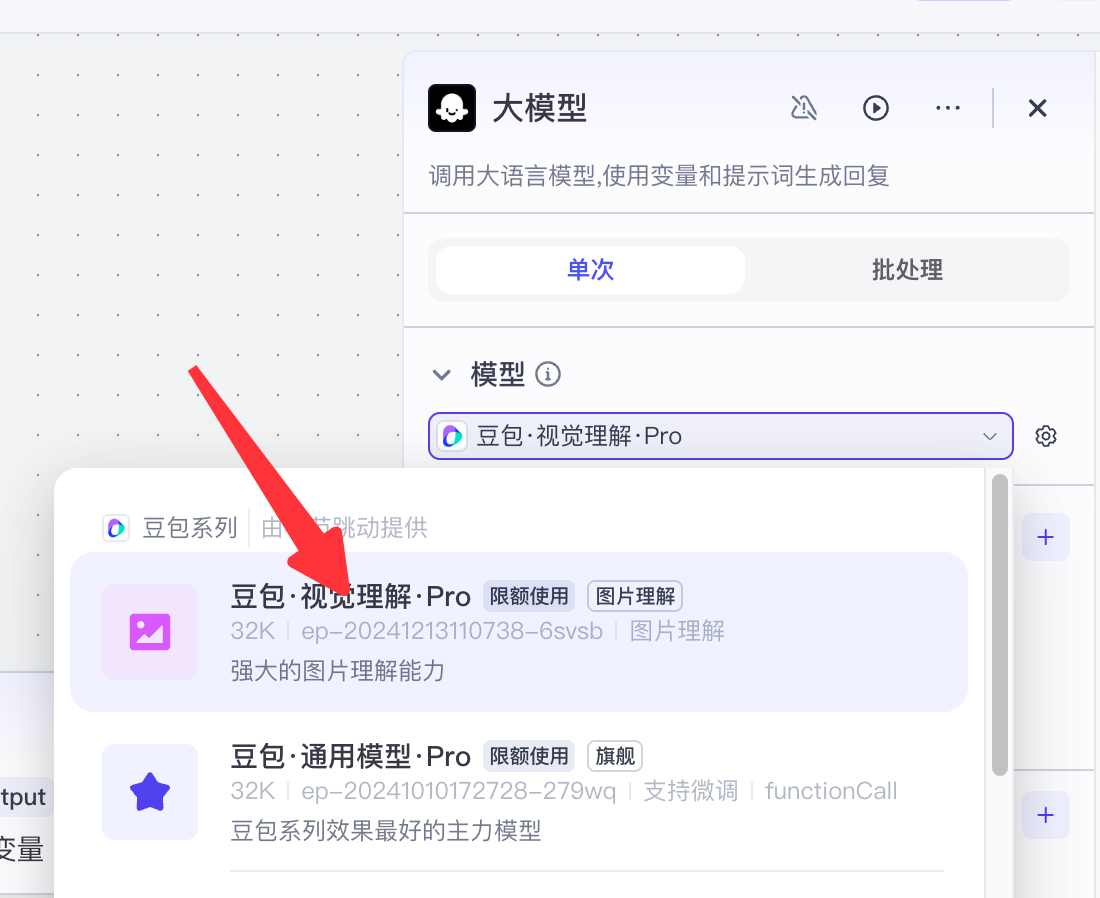 大模型
调用大语言模型,使用变量和提示词生成回复
单次
批处理
模型
豆包·视觉理解·Pro
豆包系列 由 节跳动提供
豆包·视觉理解·Pro 限额使用 图片理解
32K ep-20241213110738-6svsb 图片理解
强大的图片理解能力
豆包·通用模型·Pro 限额使用 旗舰
32K ep-20241010172728-279wq 支持微调 functionCall
豆包系列效果最好的主力模型
tput
变量